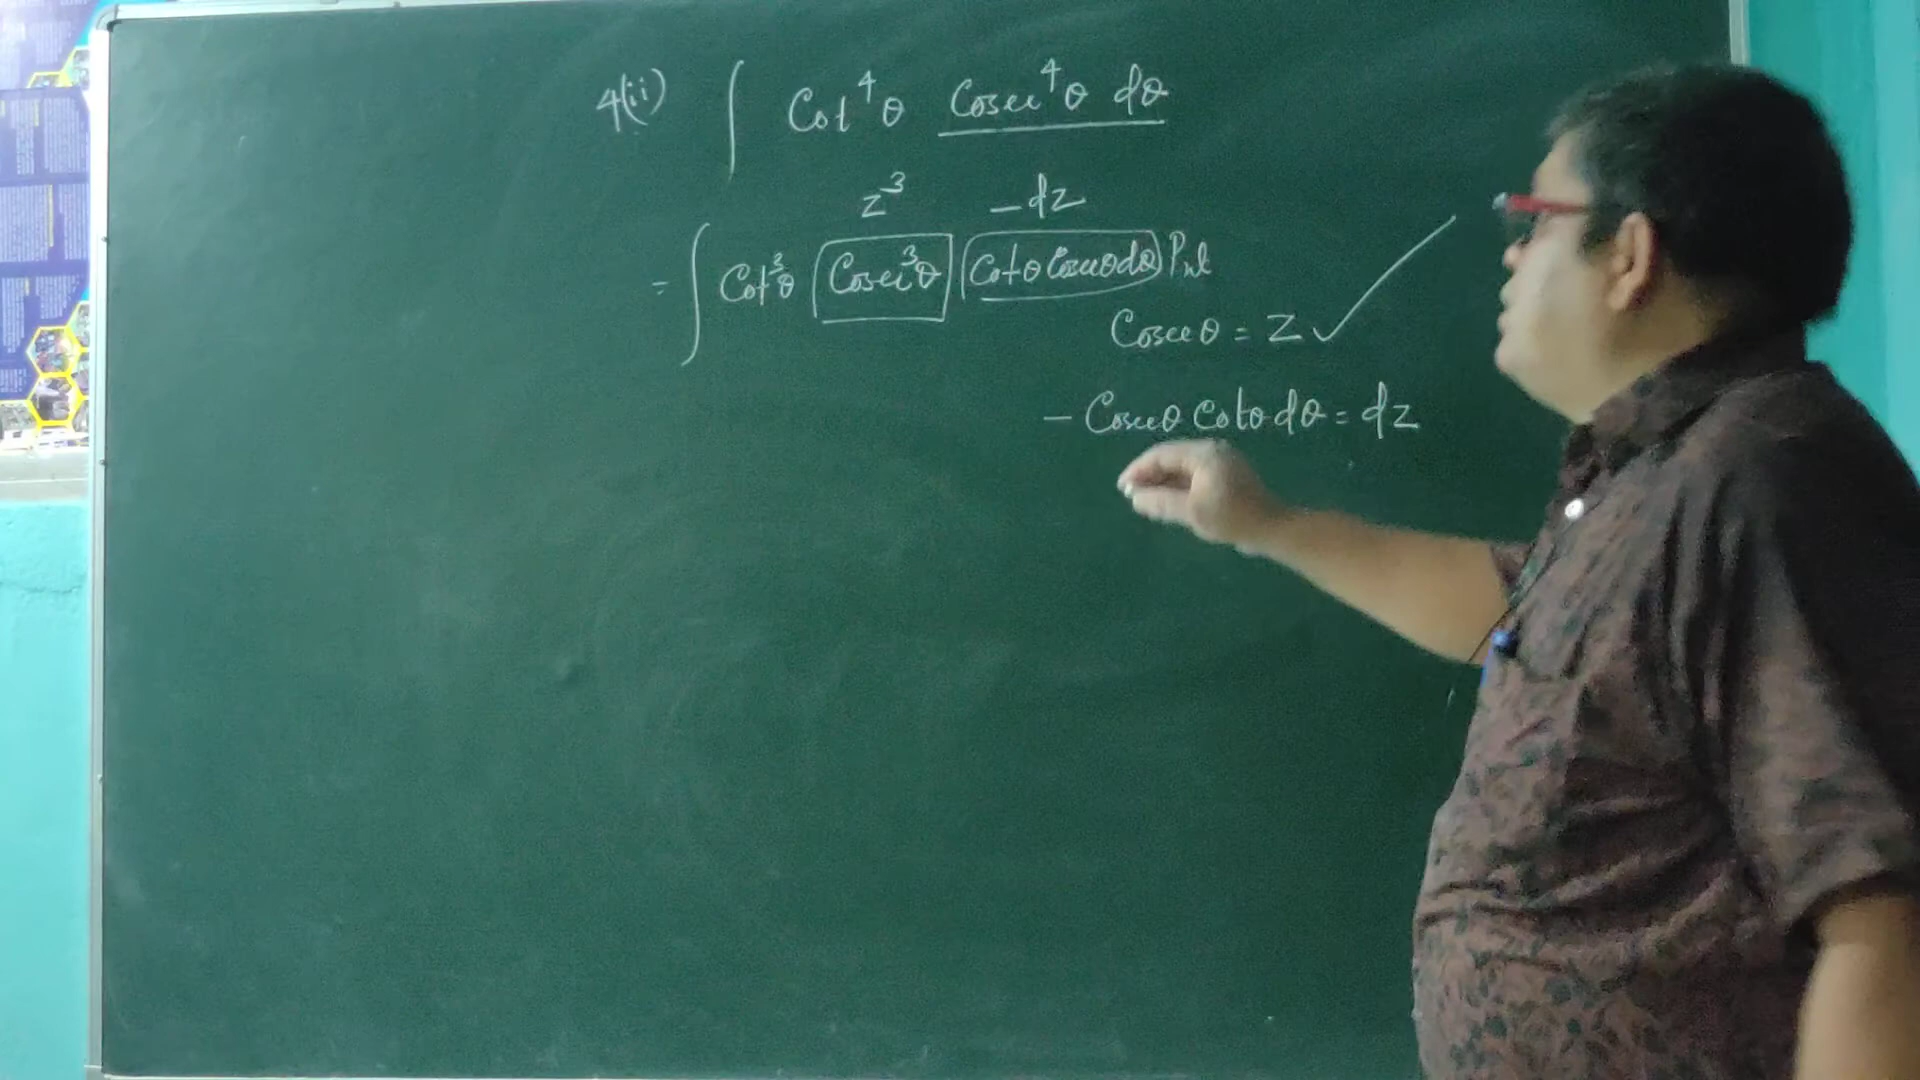 4(ii) ∫ Cot⁴θ Cosec⁴θ dθ
z³ −dz
= ∫ Cot³θ Cosec³θ Cotθ Cosecθ dθ Put
Cosecθ = z ✓
− Cosecθ Cotθ dθ = dz